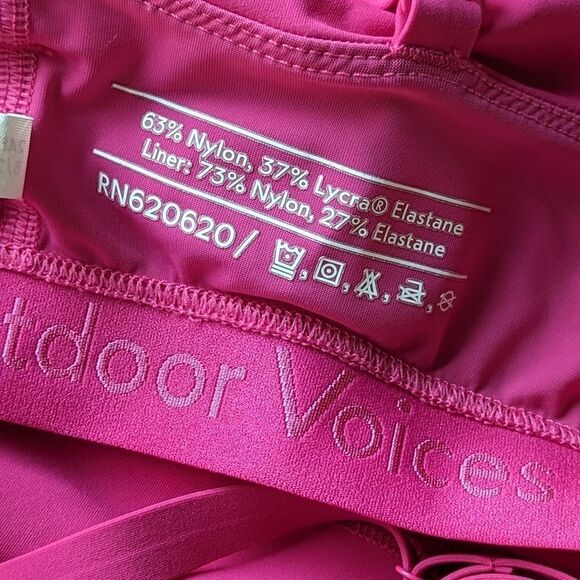 63% Nylon, 37% Lycra® Elastane
Liner: 73% Nylon, 27% Elastane
RN620620/
tdoor Voices